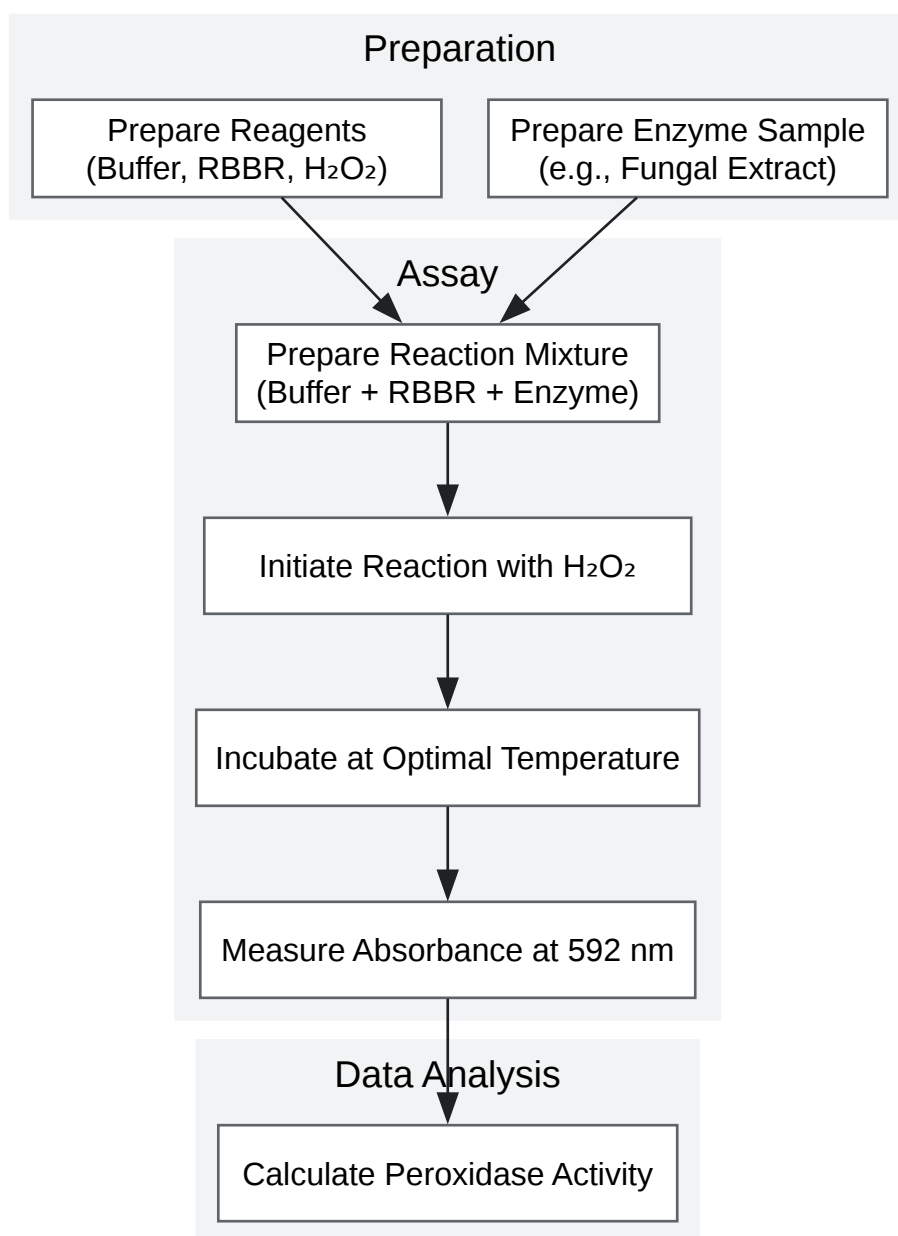 Preparation
Prepare Reagents
(Buffer, RBBR, H₂O₂)
Prepare Enzyme Sample
(e.g., Fungal Extract)
Assay
Prepare Reaction Mixture
(Buffer + RBBR + Enzyme)
Initiate Reaction with H₂O₂
Incubate at Optimal Temperature
Measure Absorbance at 592 nm
Data Analysis
Calculate Peroxidase Activity